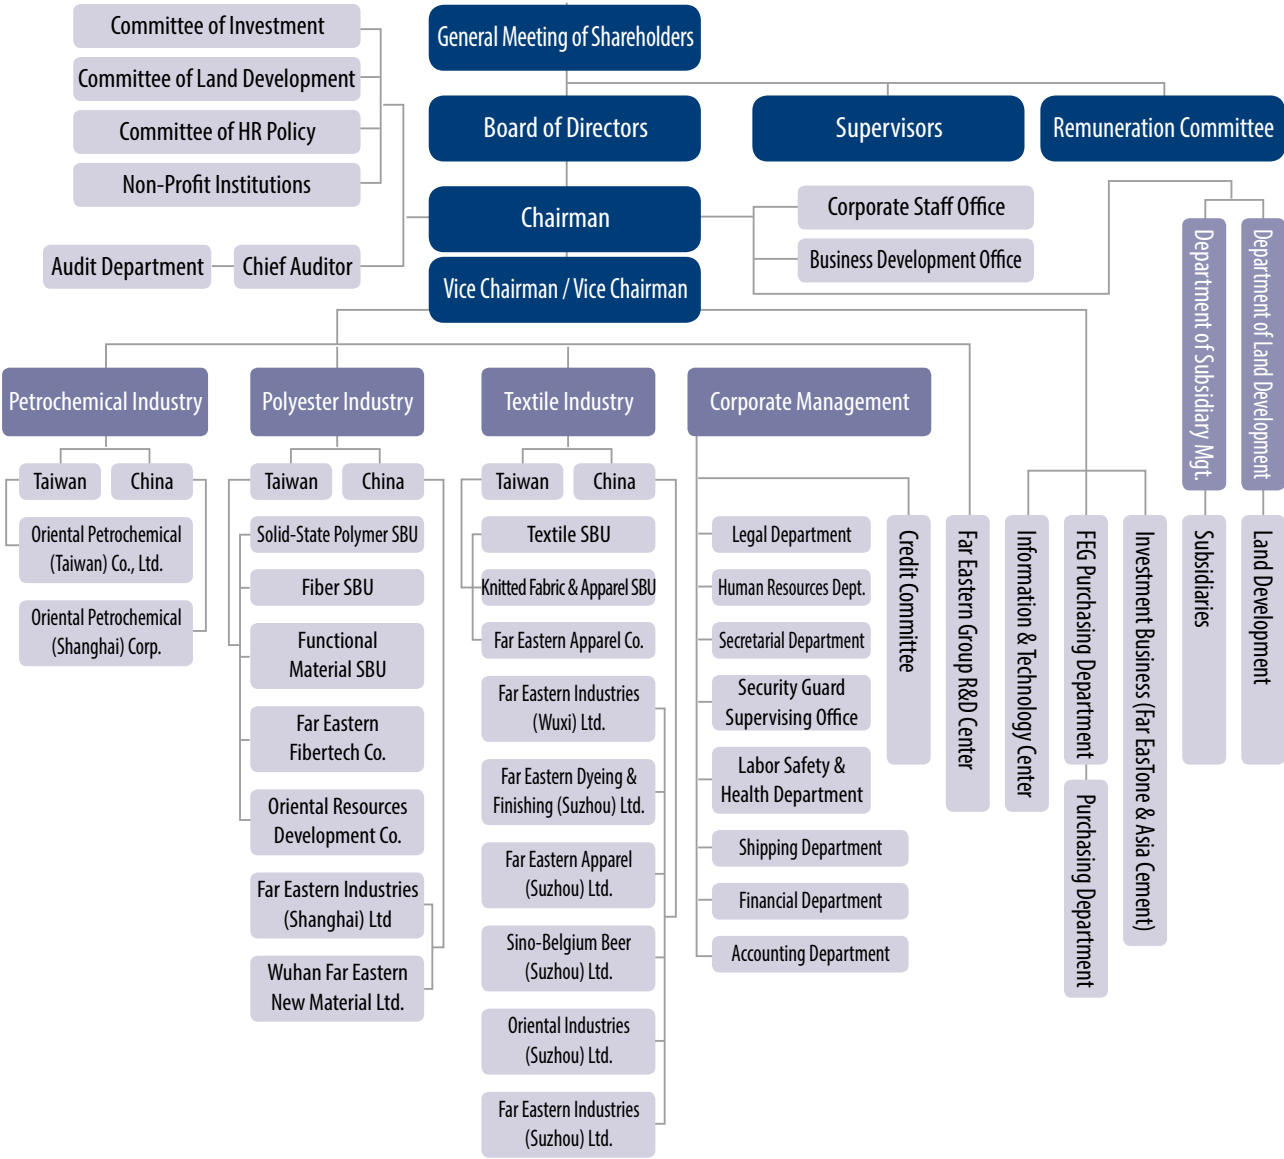 Committee of Investment
Committee of Land Development
Committee of HR Policy
Non-Profit Institutions
Audit Department
Chief Auditor
General Meeting of Shareholders
Board of Directors
Supervisors
Remuneration Committee
Chairman
Vice Chairman / Vice Chairman
Corporate Staff Office
Business Development Office
Department of Subsidiary Mgt.
Department of Land Development
Petrochemical Industry
Taiwan
China
Oriental Petrochemical
(Taiwan) Co., Ltd.
Oriental Petrochemical
(Shanghai) Corp.
Polyester Industry
Taiwan
China
Solid-State Polymer SBU
Fiber SBU
Functional
Material SBU
Far Eastern
Fibertech Co.
Oriental Resources
Development Co.
Far Eastern Industries
(Shanghai) Ltd
Wuhan Far Eastern
New Material Ltd.
Textile Industry
Taiwan
China
Textile SBU
Knitted Fabric & Apparel SBU
Far Eastern Apparel Co.
Far Eastern Industries
(Wuxi) Ltd.
Far Eastern Dyeing &
Finishing (Suzhou) Ltd.
Far Eastern Apparel
(Suzhou) Ltd.
Sino-Belgium Beer
(Suzhou) Ltd.
Oriental Industries
(Suzhou) Ltd.
Far Eastern Industries
(Suzhou) Ltd.
Corporate Management
Legal Department
Human Resources Dept.
Secretarial Department
Security Guard
Supervising Office
Labor Safety &
Health Department
Shipping Department
Financial Department
Accounting Department
Credit Committee
Far Eastern Group R&D Center
Information & Technology Center
FEG Purchasing Department
Purchasing Department
Investment Business (Far EasTone & Asia Cement)
Subsidiaries
Land Development